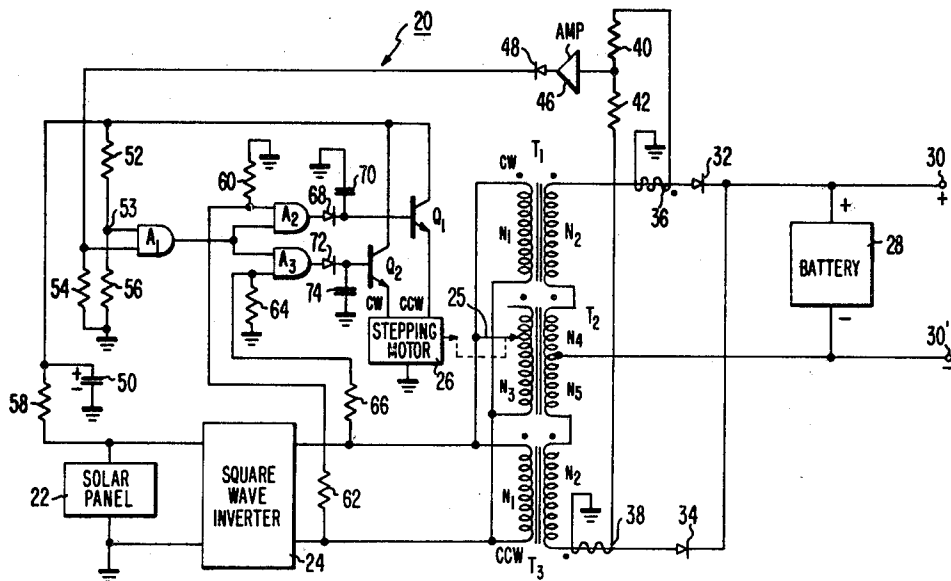 20
AMP
48
46
40
42
52
53
54
56
A1
60
70
68
A2
Q1
72
A3
Q2
74
64
CW
CCW
STEPPING
MOTOR
26
25
CW
T1
N1
N2
36
32
30
+
+
28
BATTERY
-
30'
-
T2
N4
N3
N5
58
+
-
50
66
62
SOLAR
PANEL
22
SQUARE
WAVE
INVERTER
24
N1
N2
CCW
T3
38
34